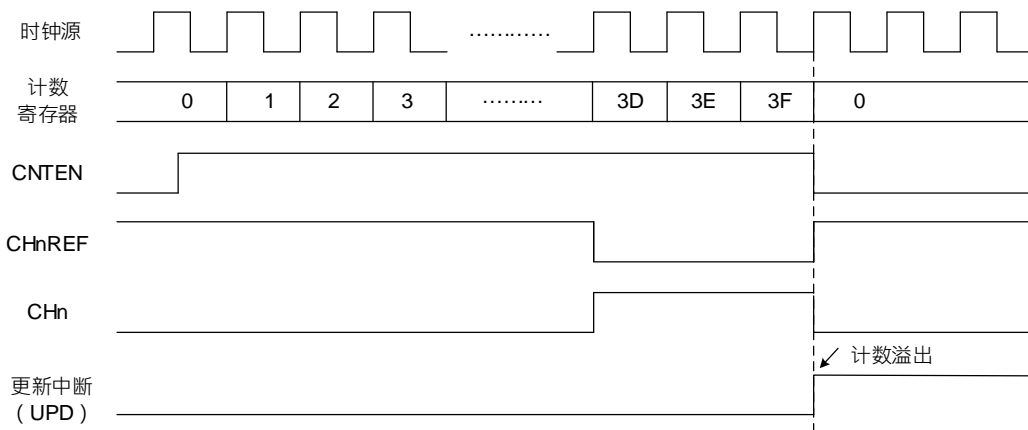 时钟源
…………
计数
寄存器
0 1 2 3 ……… 3D 3E 3F 0
CNTEN
CHnREF
CHn
计数溢出
更新中断
（UPD）